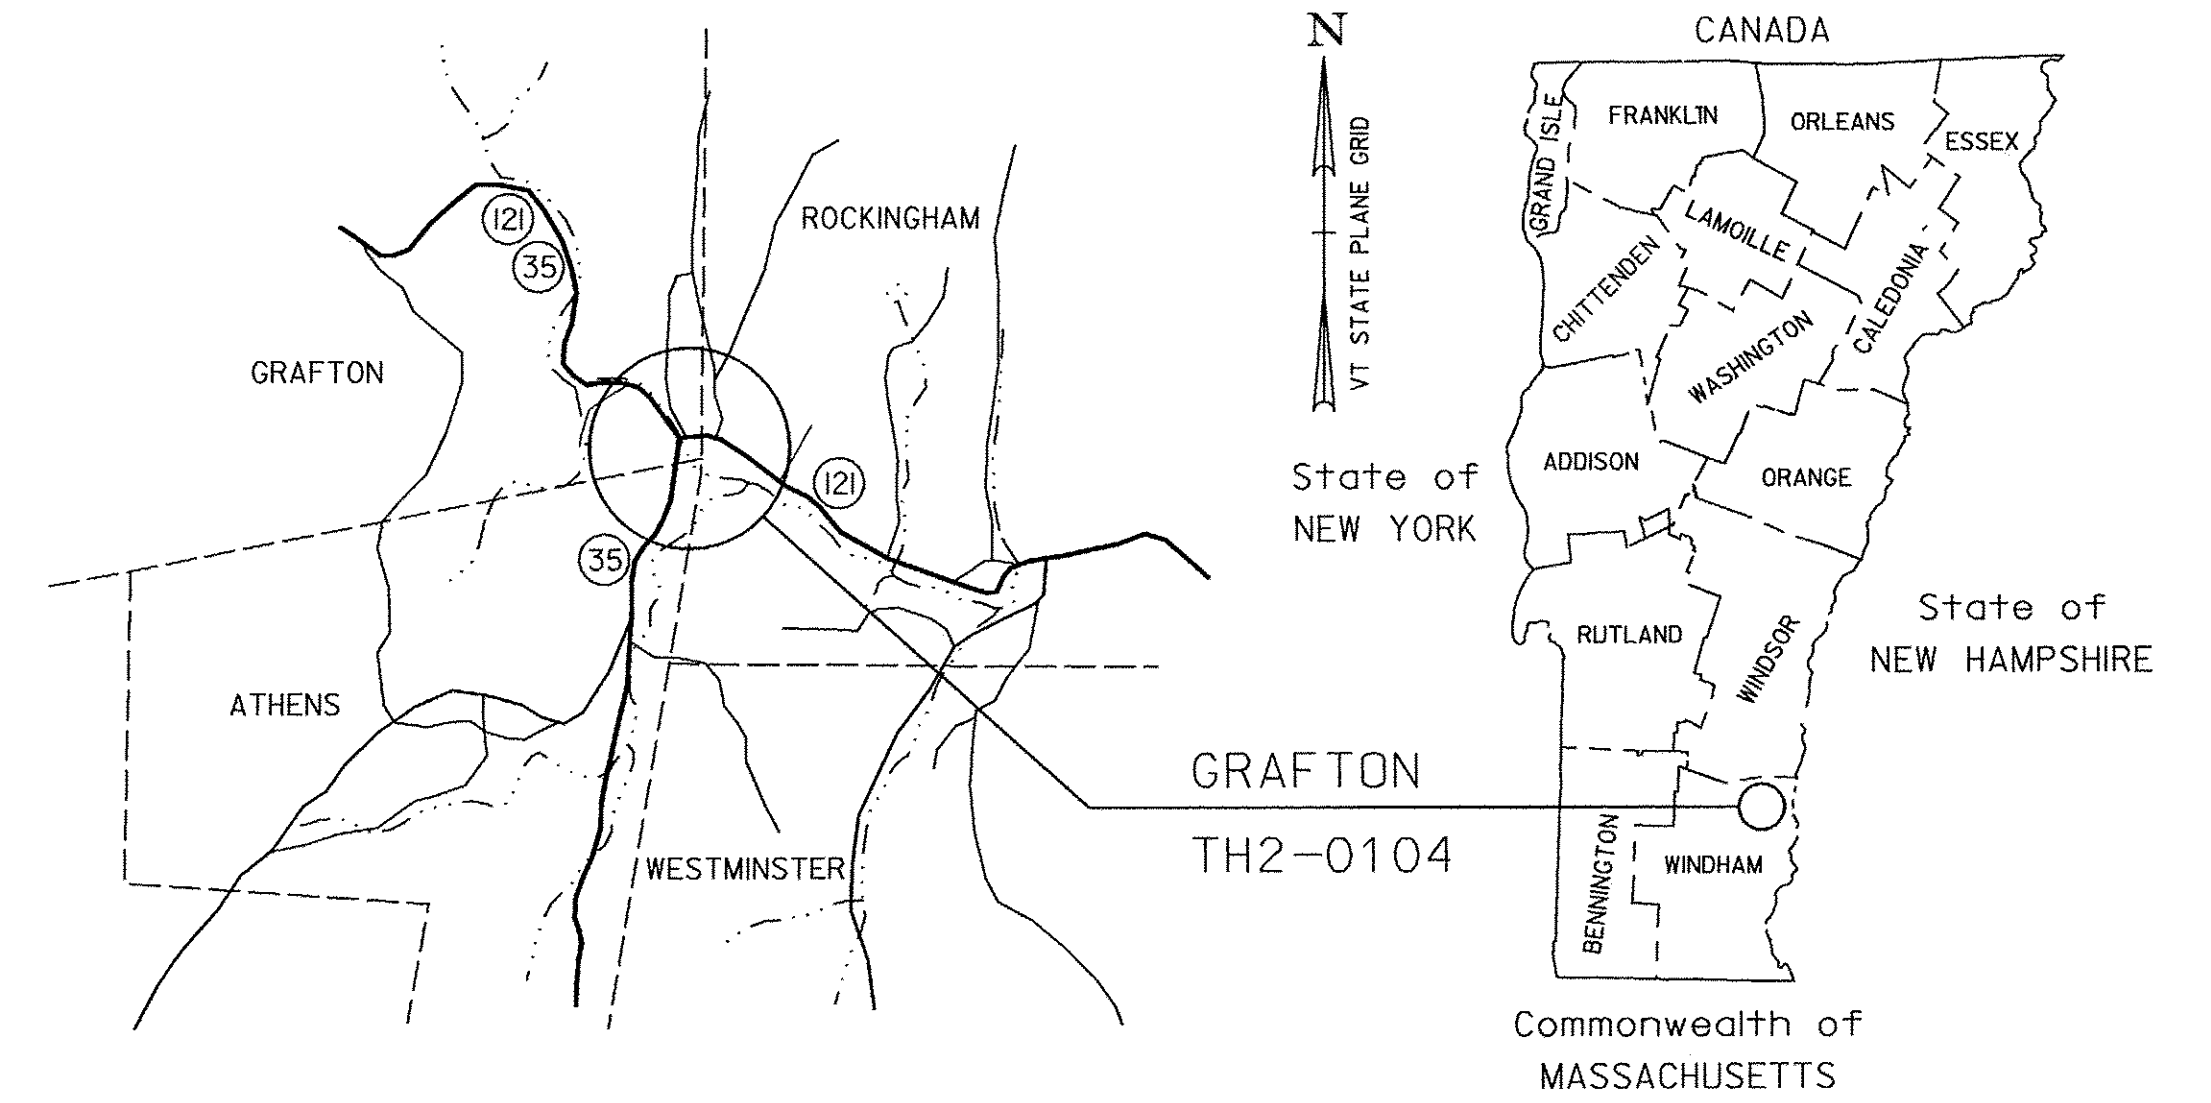 CANADA
N
VT STATE PLANE GRID
FRANKLIN
ORLEANS
ESSEX
GRAND ISLE
LAMOILLE
CHITTENDEN
CALEDONIA
WASHINGTON
ADDISON
ORANGE
RUTLAND
WINDSOR
BENNINGTON
WINDHAM
State of
NEW YORK
State of
NEW HAMPSHIRE
Commonwealth of
MASSACHUSETTS
121
35
ROCKINGHAM
GRAFTON
121
35
ATHENS
WESTMINSTER
GRAFTON
TH2-0104